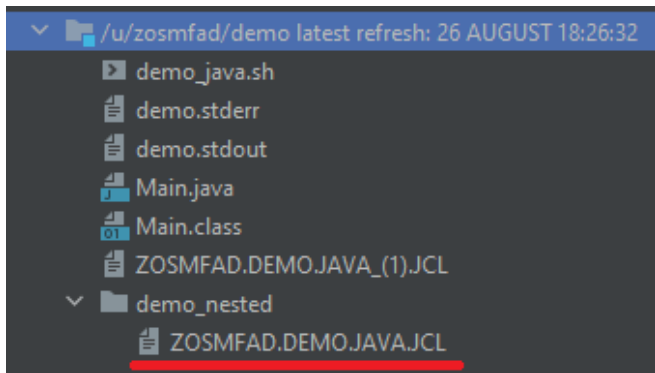 /u/zosmfad/demo latest refresh: 26 AUGUST 18:26:32
demo_java.sh
demo.stderr
demo.stdout
J Main.java
01 Main.class
ZOSMFAD.DEMO.JAVA_(1).JCL
demo_nested
ZOSMFAD.DEMO.JAVA.JCL